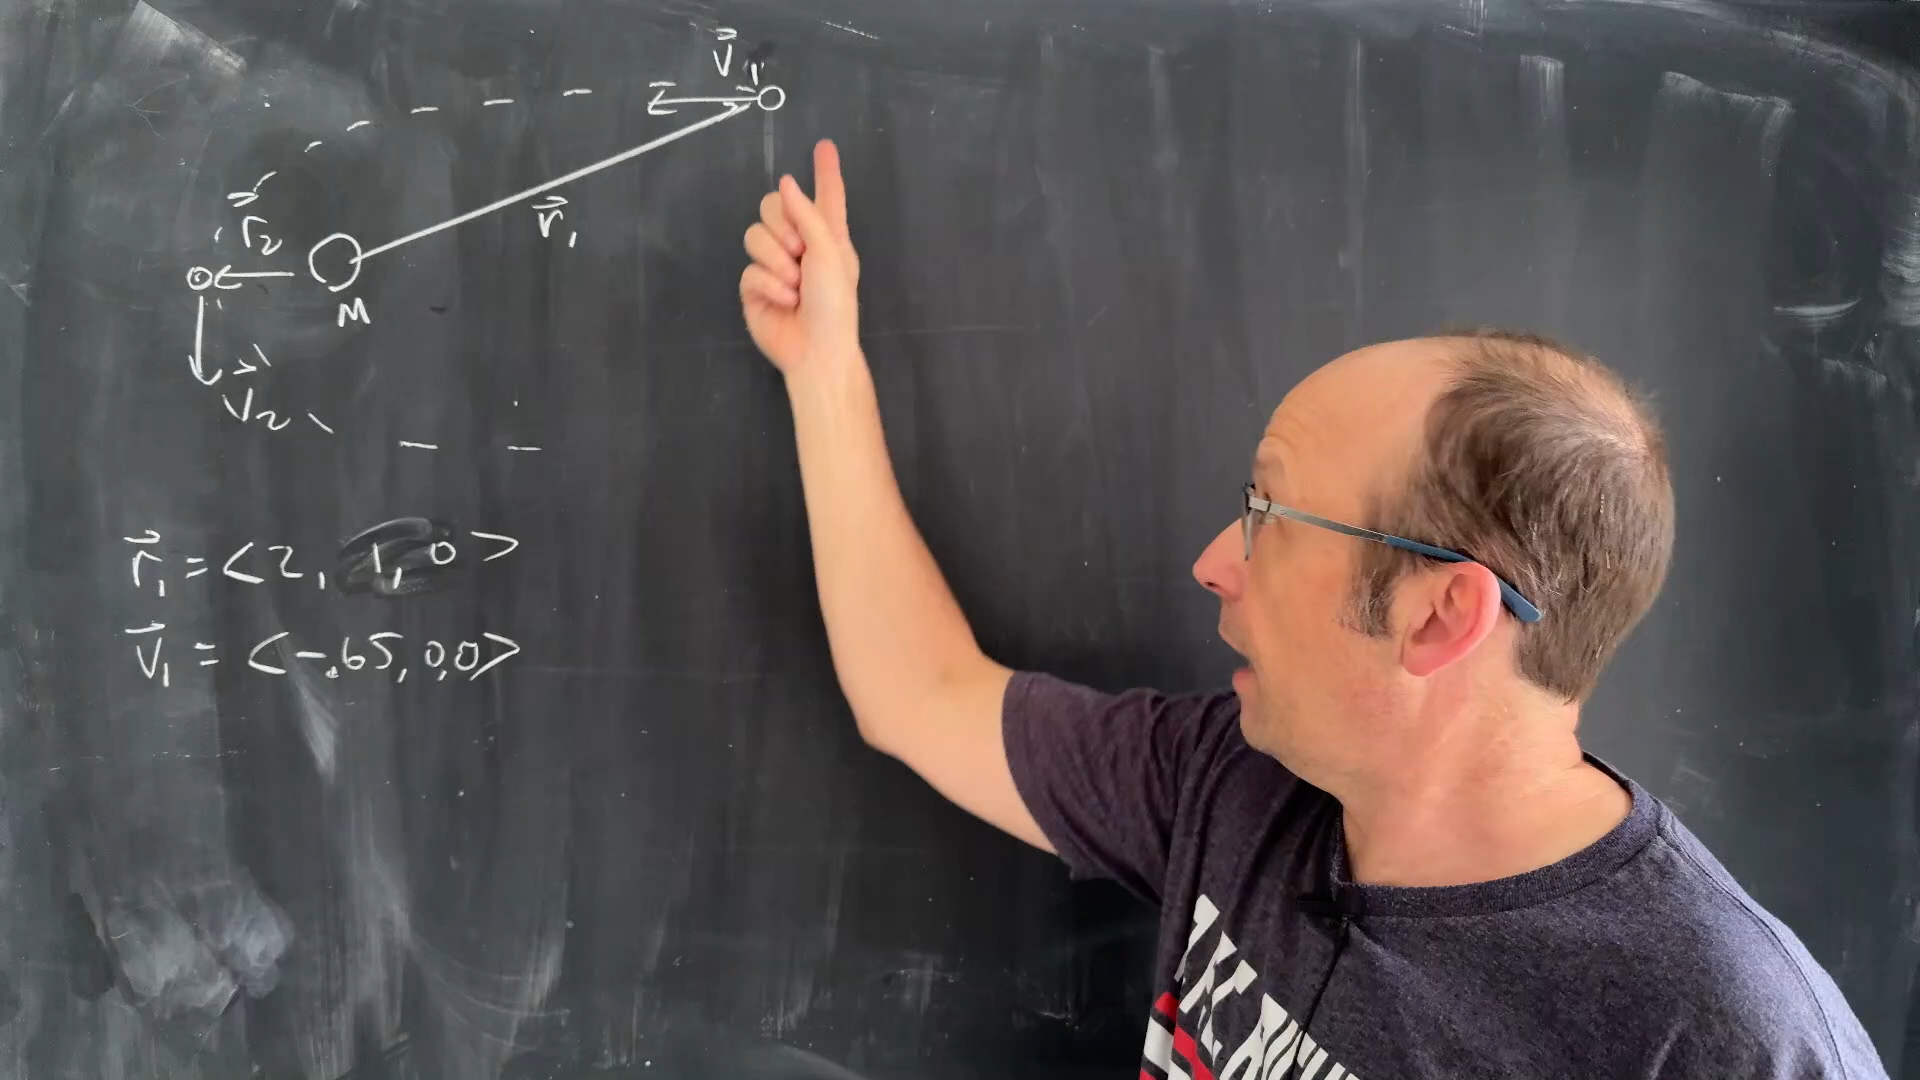 v⃗₁
r⃗₂
r⃗₁
M
v⃗₂
r⃗₁ = <2, 1, 0>
v⃗₁ = <-.65, 0, 0>